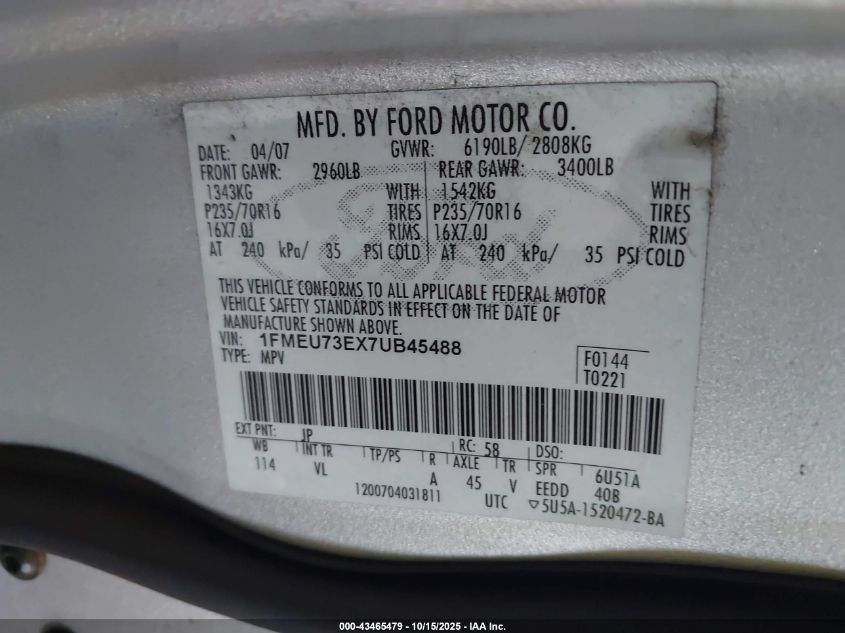 MFD. BY FORD MOTOR CO.
DATE: 04/07 GVWR: 6190LB/ 2808KG
FRONT GAWR: 2960LB REAR GAWR: 3400LB
1343KG WITH 1542KG WITH
P235/70R16 TIRES P235/70R16 TIRES
16X7.0J RIMS 16X7.0J RIMS
AT 240 kPa/ 35 PSI COLD AT 240 kPa/ 35 PSI COLD
Ford
THIS VEHICLE CONFORMS TO ALL APPLICABLE FEDERAL MOTOR
VEHICLE SAFETY STANDARDS IN EFFECT ON THE DATE OF
MANUFACTURE SHOWN ABOVE.
VIN: 1FMEU73EX7UB45488
TYPE: MPV F0144
T0221
EXT PNT: JP RC: 58 DSO:
WB INT TR TP/PS R AXLE TR SPR 6U51A
114 VL A 45 V EEDD 40B
1200704031811 UTC ▽5U5A-1520472-BA
000-43465479 - 10/15/2025 - IAA Inc.